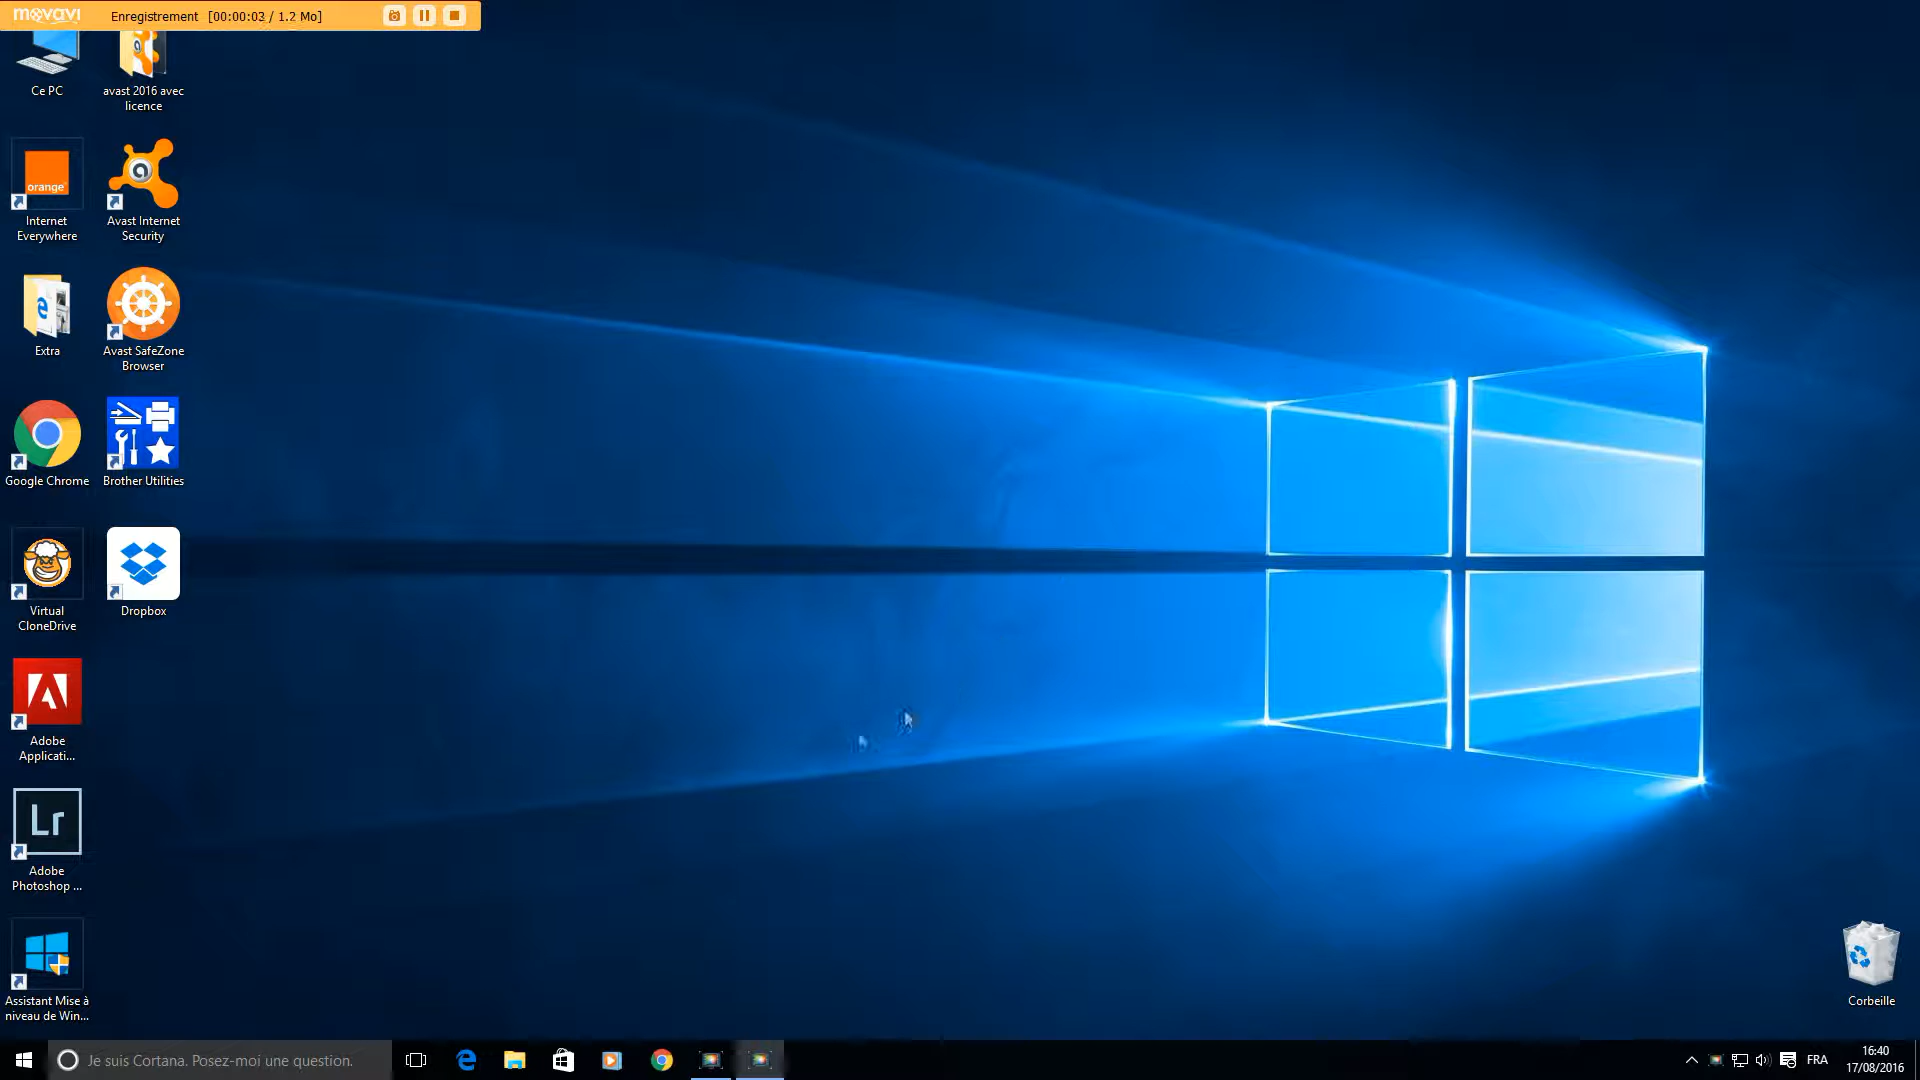 movavi
Enregistrement [00:00:03 / 1.2 Mo]
Ce PC
avast 2016 avec
licence
orange
Internet
Everywhere
Avast Internet
Security
Extra
Avast SafeZone
Browser
Google Chrome
Brother Utilities
Virtual
CloneDrive
Dropbox
Adobe
Applicati...
Lr
Adobe
Photoshop ...
Assistant Mise à
niveau de Win...
Corbeille
Je suis Cortana. Posez-moi une question.
FRA
16:40
17/08/2016